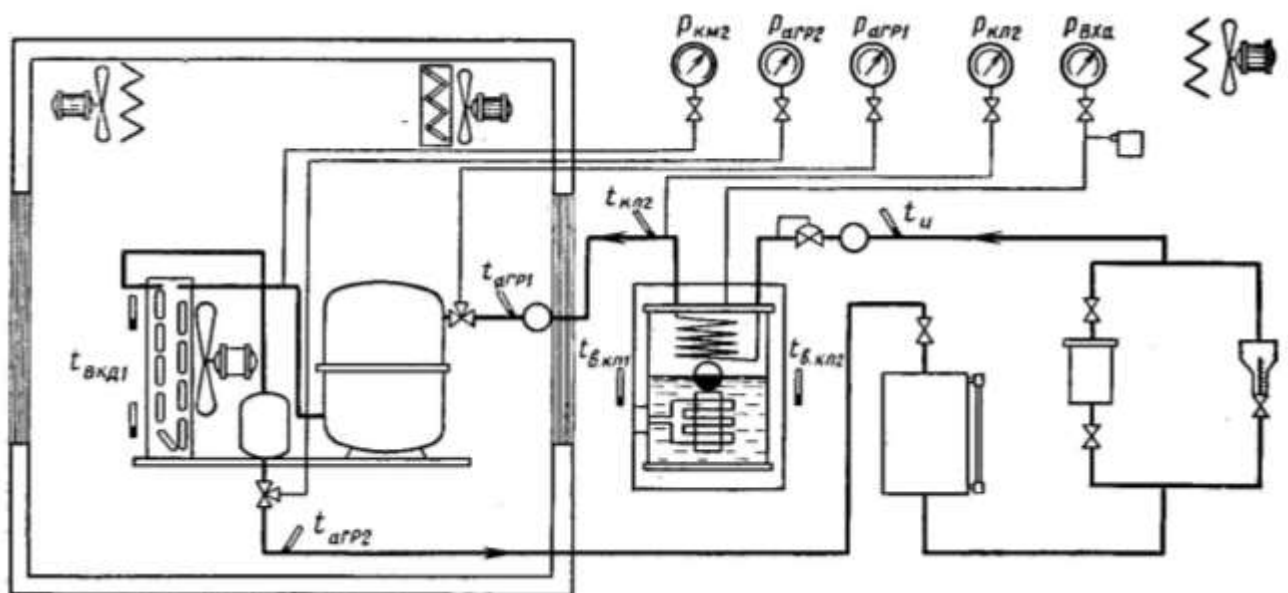 pкм2 pагр2 pагр1 pкл2 pвха
tкл2 tи
tагр1
tвкд1 tв.кл1 tв.кл2
tагр2